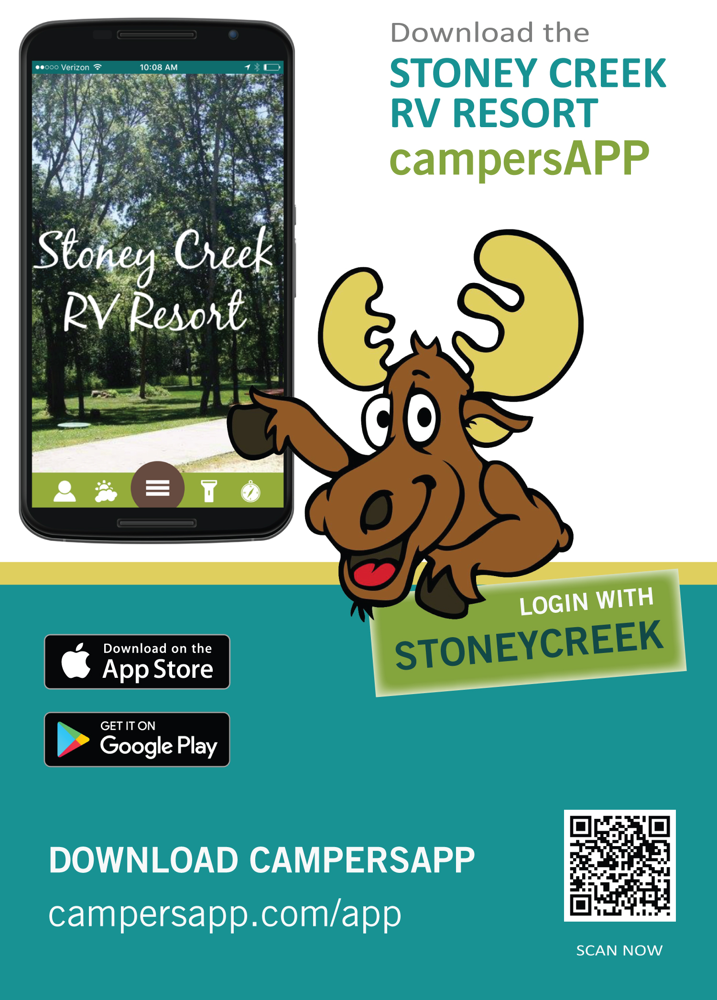 Download the
STONEY CREEK
RV RESORT
campersAPP
Verizon 10:08 AM
Stoney Creek
RV Resort
LOGIN WITH
STONEYCREEK
Download on the
App Store
GET IT ON
Google Play
DOWNLOAD CAMPERSAPP
campersapp.com/app
SCAN NOW